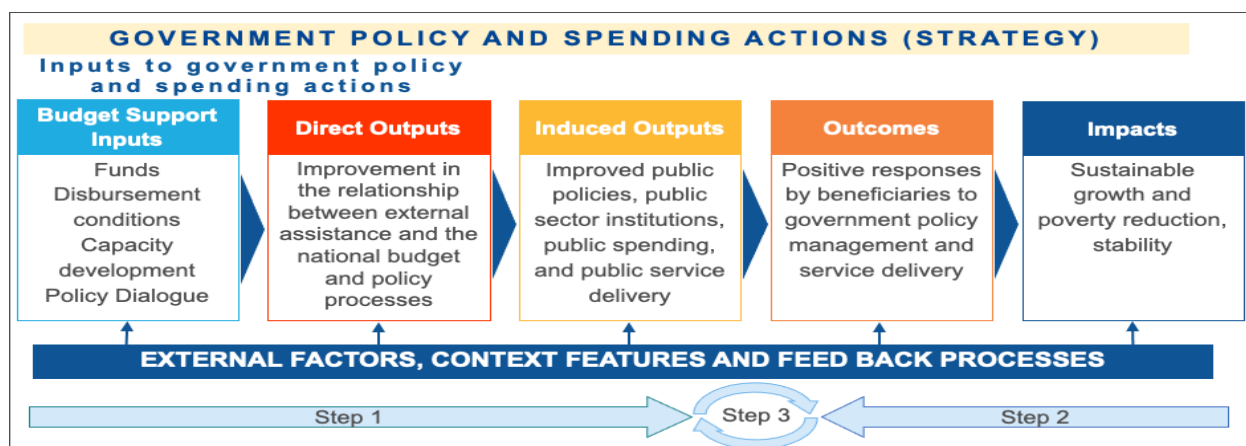 GOVERNMENT POLICY AND SPENDING ACTIONS (STRATEGY)
Inputs to government policy
and spending actions
Budget Support
Inputs
Funds
Disbursement
conditions
Capacity
development
Policy Dialogue
Direct Outputs
Improvement in
the relationship
between external
assistance and the
national budget
and policy
processes
Induced Outputs
Improved public
policies, public
sector institutions,
public spending,
and public service
delivery
Outcomes
Positive responses
by beneficiaries to
government policy
management and
service delivery
Impacts
Sustainable
growth and
poverty reduction,
stability
EXTERNAL FACTORS, CONTEXT FEATURES AND FEED BACK PROCESSES
Step 1
Step 3
Step 2